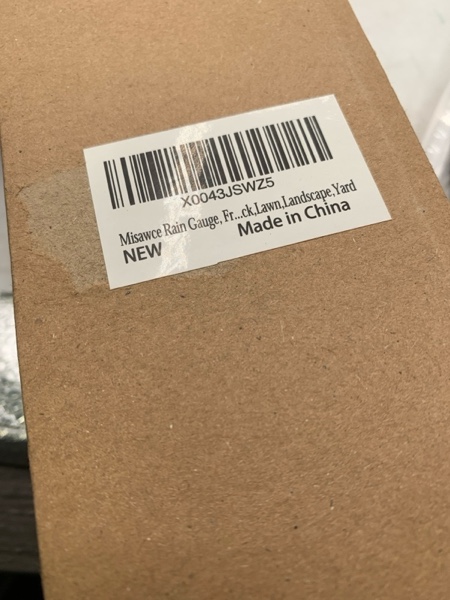 X0043JSWZ5
Misawce Rain Gauge, Fr...ck,Lawn,Landscape,Yard
NEW
Made in China